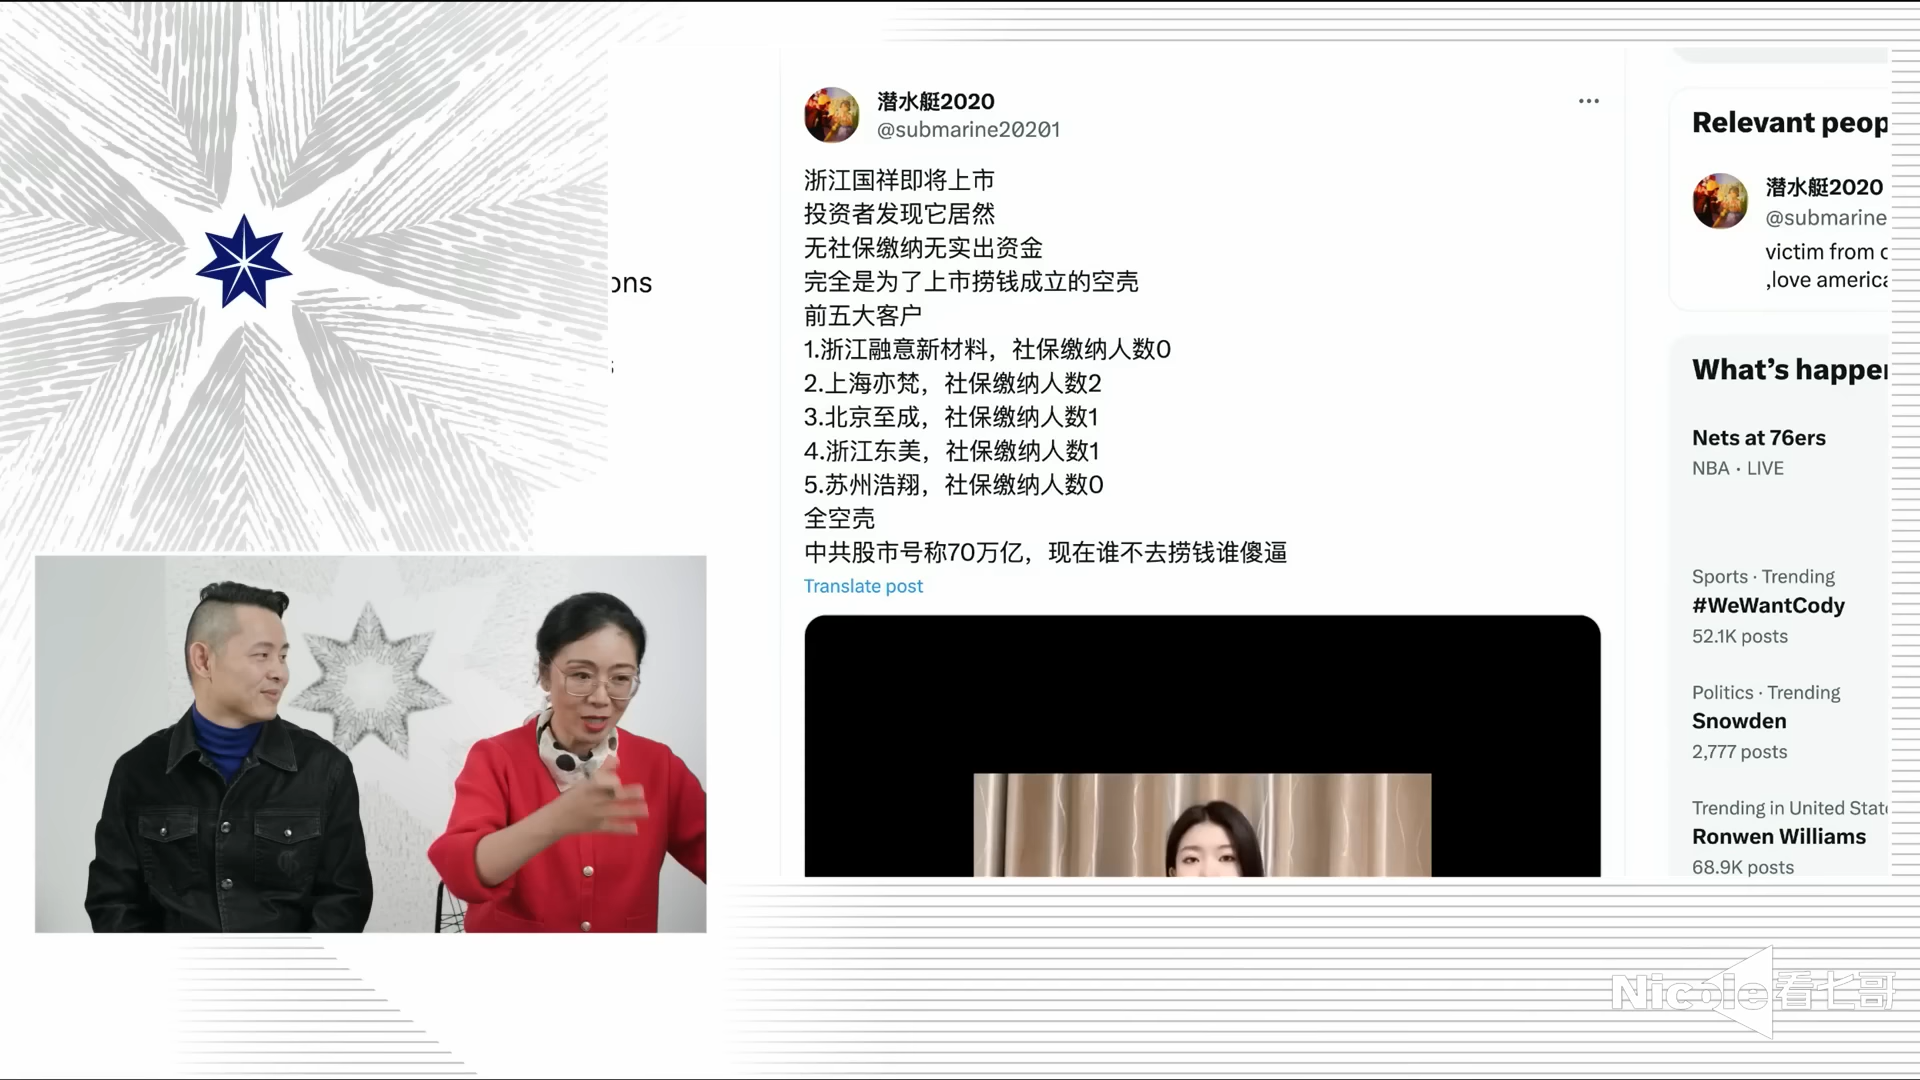 潜水艇2020
@submarine20201
浙江国祥即将上市
投资者发现它居然
无社保缴纳无实出资金
完全是为了上市捞钱成立的空壳
前五大客户
1.浙江融意新材料，社保缴纳人数0
2.上海亦梵，社保缴纳人数2
3.北京至成，社保缴纳人数1
4.浙江东美，社保缴纳人数1
5.苏州浩翔，社保缴纳人数0
全空壳
中共股市号称70万亿，现在谁不去捞钱谁傻逼
Translate post
ons
Relevant peop
潜水艇2020
@submarine
victim from c
,love america
What's happe
Nets at 76ers
NBA · LIVE
Sports · Trending
#WeWantCody
52.1K posts
Politics · Trending
Snowden
2,777 posts
Trending in United State
Ronwen Williams
68.9K posts
Nicole看七哥